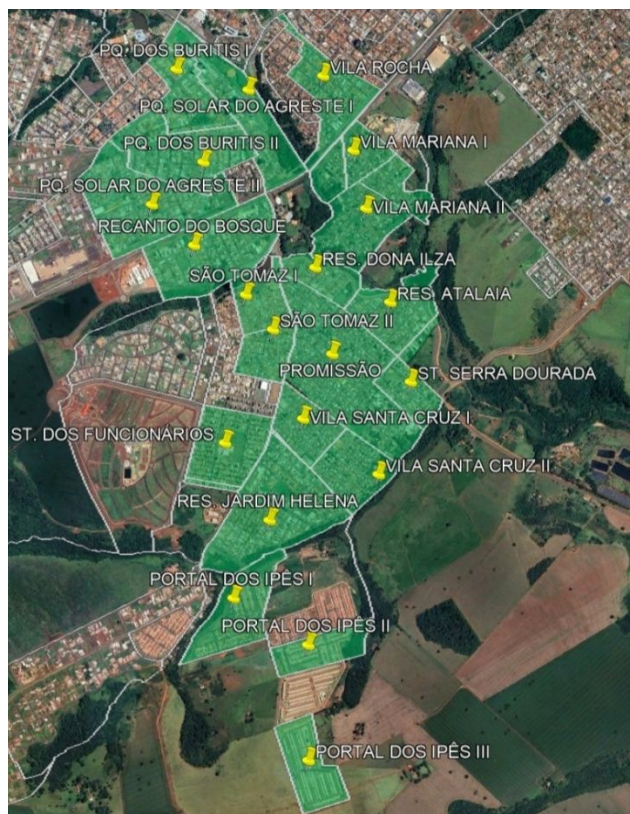 PQ. DOS BURITIS I
VILA ROCHA
PQ. SOLAR DO AGRESTE I
PQ. DOS BURITIS II
VILA MARIANA I
PQ. SOLAR DO AGRESTE II
VILA MARIANA II
RECANTO DO BOSQUE
RES. DONA ILZA
SÃO TOMAZ I
RES. ATALAIA
SÃO TOMAZ II
PROMISSÃO
ST. SERRA DOURADA
VILA SANTA CRUZ I
ST. DOS FUNCIONÁRIOS
VILA SANTA CRUZ II
RES. JARDIM HELENA
PORTAL DOS IPÊS I
PORTAL DOS IPÊS II
PORTAL DOS IPÊS III